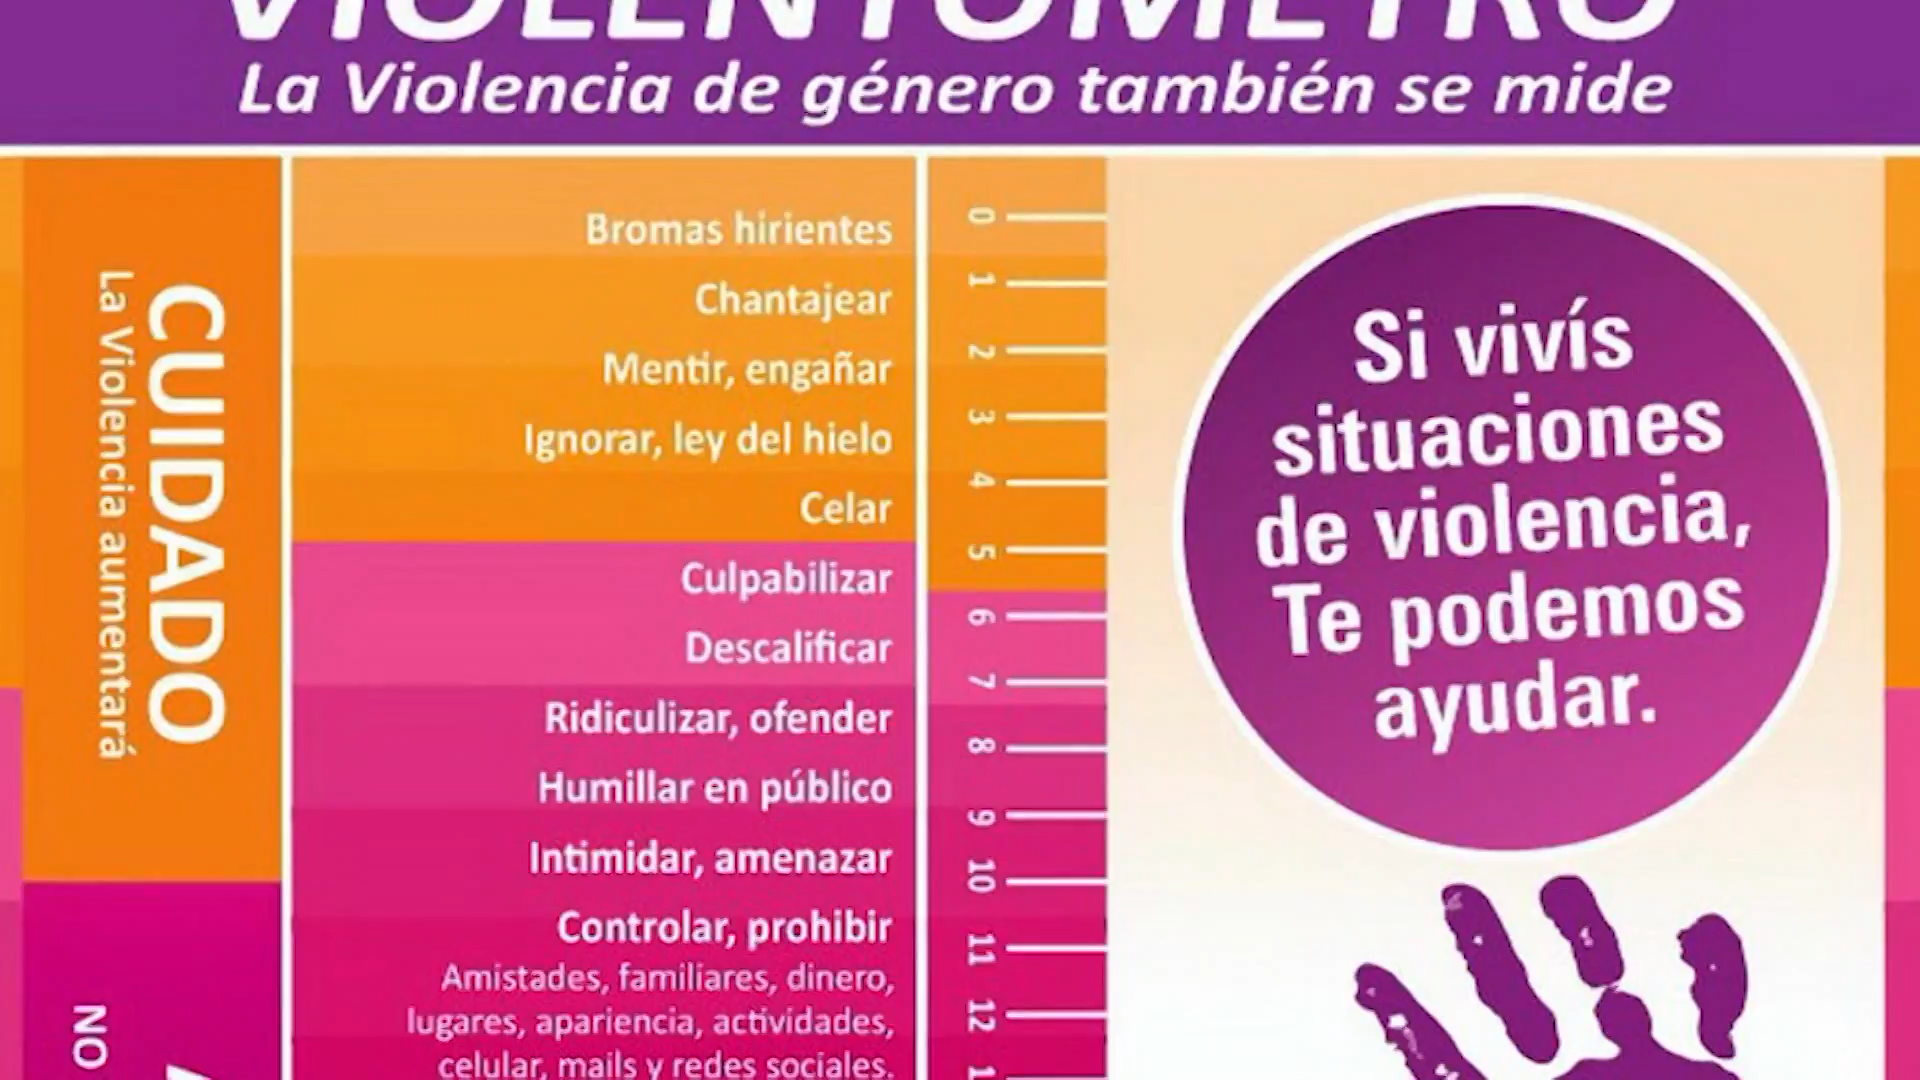 VIOLENTÓMETRO
La Violencia de género también se mide
CUIDADO
La Violencia aumentará
NO
Bromas hirientes
Chantajear
Mentir, engañar
Ignorar, ley del hielo
Celar
Culpabilizar
Descalificar
Ridiculizar, ofender
Humillar en público
Intimidar, amenazar
Controlar, prohibir
Amistades, familiares, dinero,
lugares, apariencia, actividades,
celular, mails y redes sociales.
0
1
2
3
4
5
6
7
8
9
10
11
12
Si vivís
situaciones
de violencia,
Te podemos
ayudar.